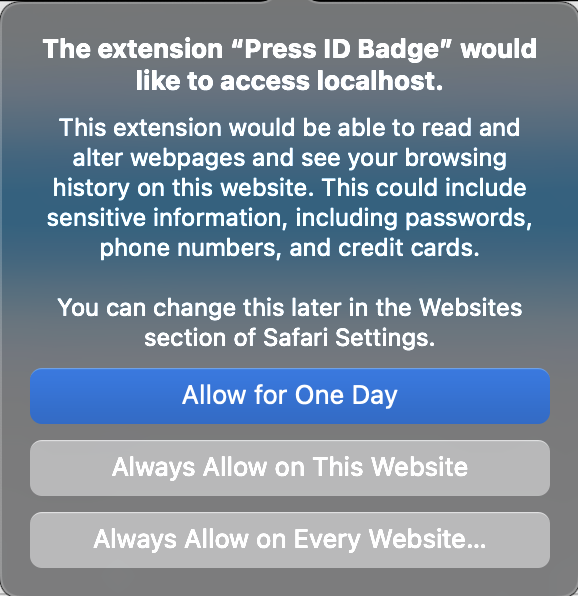 The extension “Press ID Badge” would
like to access localhost.
This extension would be able to read and
alter webpages and see your browsing
history on this website. This could include
sensitive information, including passwords,
phone numbers, and credit cards.
You can change this later in the Websites
section of Safari Settings.
Allow for One Day
Always Allow on This Website
Always Allow on Every Website…